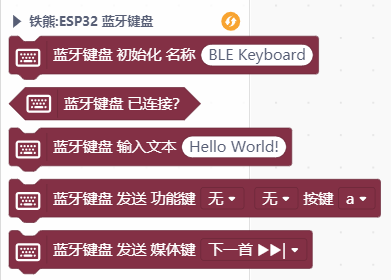 铁能:ESP32 蓝牙键盘
蓝牙键盘 初始化 名称 BLE Keyboard
蓝牙键盘 已连接?
蓝牙键盘 输入文本 Hello World!
蓝牙键盘 发送 功能键 无 无 按键 a
蓝牙键盘 发送 媒体键 下一首 ▶▶|